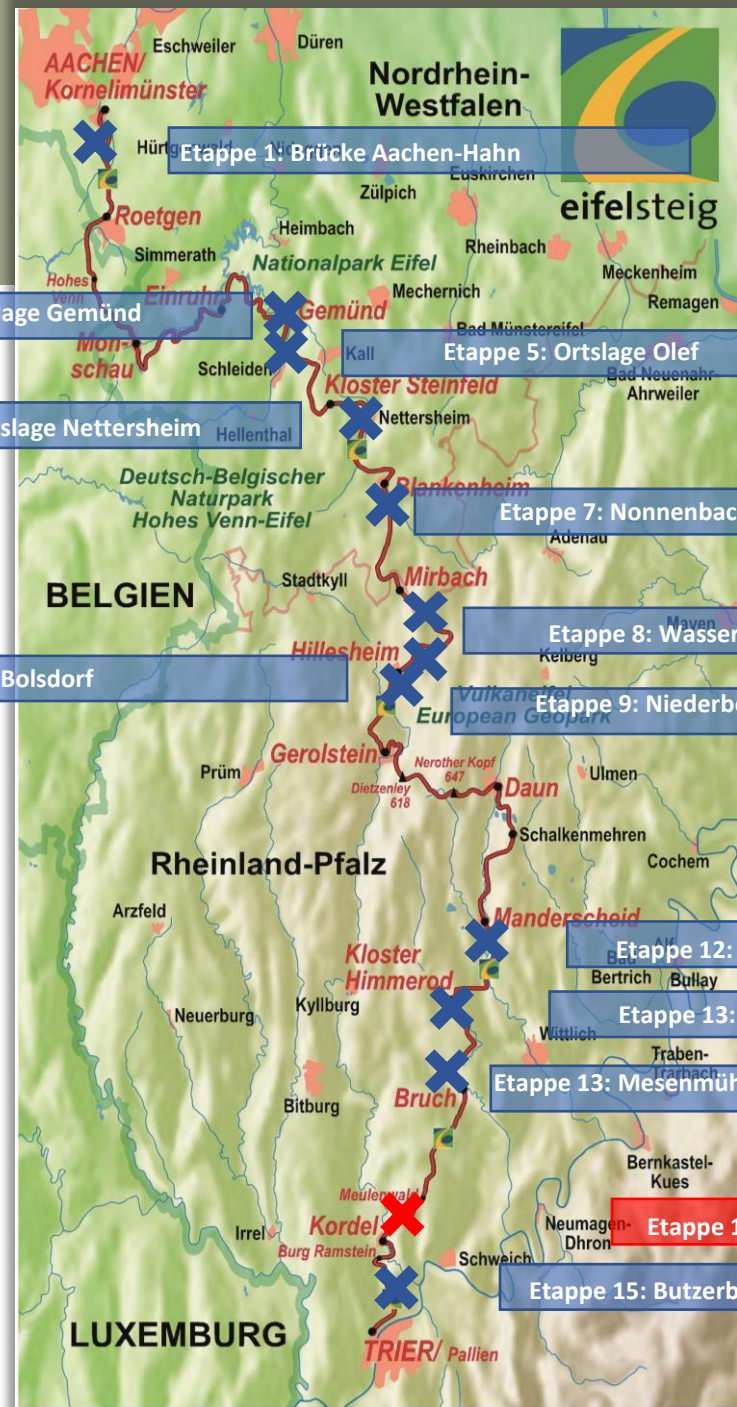 Eschweiler
Düren
AACHEN/
Kornelimünster
Nordrhein-
Westfalen
eifelsteig
Etappe 1: Brücke Aachen-Hahn
Euskirchen
Zülpich
Roetgen
Heimbach
Rheinbach
Simmerath
Nationalpark Eifel
Meckenheim
Hohes
Venn
Einruhr
Mechernich
Remagen
lage Gemünd
Gemünd
Bad Münstereifel
Mon-
schau
Schleiden
Kall
Etappe 5: Ortslage Olef
Bad Neuenahr-
Ahrweiler
Kloster Steinfeld
slage Nettersheim
Hellenthal
Nettersheim
Deutsch-Belgischer
Naturpark
Hohes Venn-Eifel
Blankenheim
Etappe 7: Nonnenbac
Adenau
BELGIEN
Stadtkyll
Mirbach
Mayen
Etappe 8: Wasser
Hillesheim
Kelberg
Bolsdorf
Vulkaneifel
European Geopark
Etappe 9: Niederbe
Gerolstein
Prüm
Dietzenley
618
Nerother Kopf
647
Daun
Ulmen
Schalkenmehren
Rheinland-Pfalz
Cochem
Arzfeld
Manderscheid
Etappe 12:
Alf
Bad
Bertrich
Bullay
Kloster
Himmerod
Kyllburg
Neuerburg
Etappe 13:
Wittlich
Traben-
Trarbach
Etappe 13: Mesenmüh
Bitburg
Bruch
Bernkastel-
Kues
Meulenwald
Kordel
Irrel
Burg Ramstein
Neumagen-
Dhron
Etappe 1
Schweich
Etappe 15: Butzerb
LUXEMBURG
TRIER/ Pallien